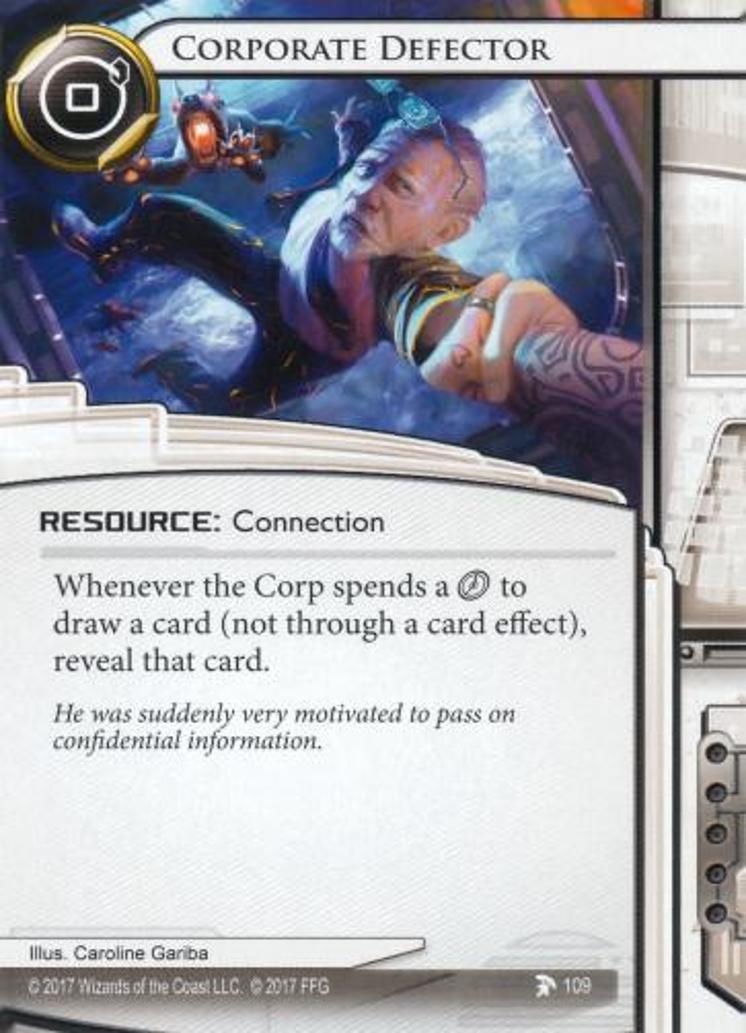 CORPORATE DEFECTOR
RESOURCE: Connection
Whenever the Corp spends a to
draw a card (not through a card effect),
reveal that card.
He was suddenly very motivated to pass on
confidential information.
Illus. Caroline Gariba
© 2017 Wizards of the Coast LLC. © 2017 FFG 109